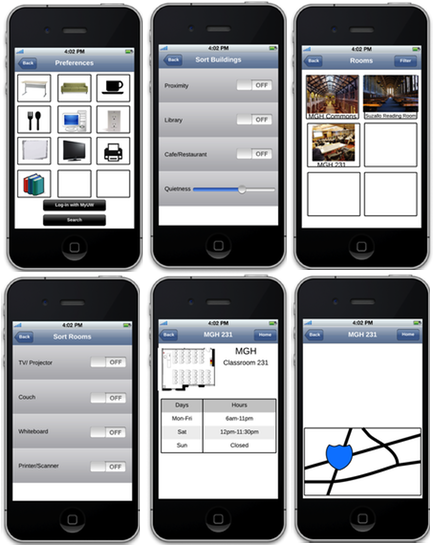 4:02 PM
Back Preferences
Log-in with MyUW
Search
4:02 PM
Back Sort Buildings
Proximity OFF
Library OFF
Cafe/Restaurant OFF
Quietness
4:02 PM
Back Rooms Filter
MGH Commons
Suzallo Reading Room
MGH 231
4:02 PM
Back Sort Rooms
TV/ Projector OFF
Couch OFF
Whiteboard OFF
Printer/Scanner OFF
4:02 PM
Back MGH 231 Home
MGH
Classroom 231
Days Hours
Mon-Fri 6am-11pm
Sat 12pm-11:30pm
Sun Closed
4:02 PM
Back MGH 231 Home